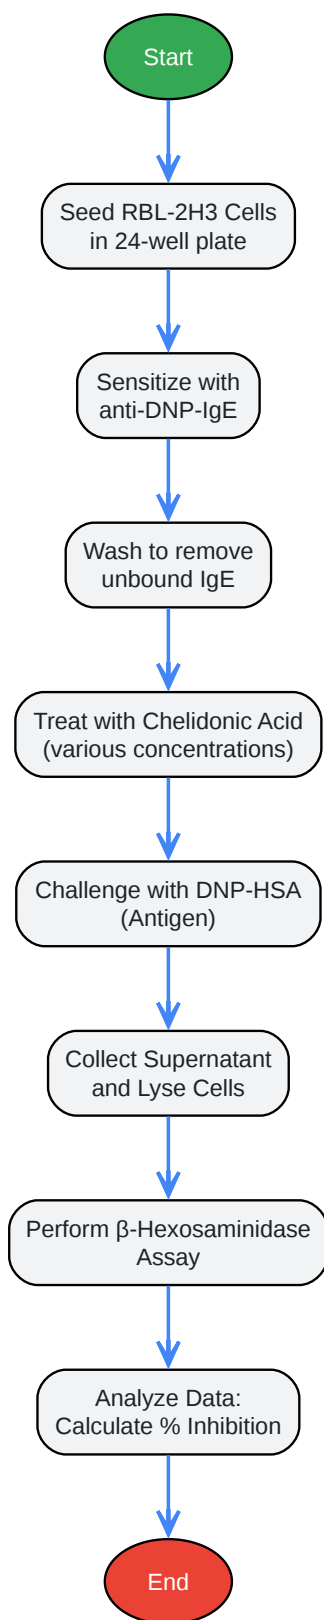 Start
Seed RBL-2H3 Cells
in 24-well plate
Sensitize with
anti-DNP-IgE
Wash to remove
unbound IgE
Treat with Chelidonic Acid
(various concentrations)
Challenge with DNP-HSA
(Antigen)
Collect Supernatant
and Lyse Cells
Perform β-Hexosaminidase
Assay
Analyze Data:
Calculate % Inhibition
End